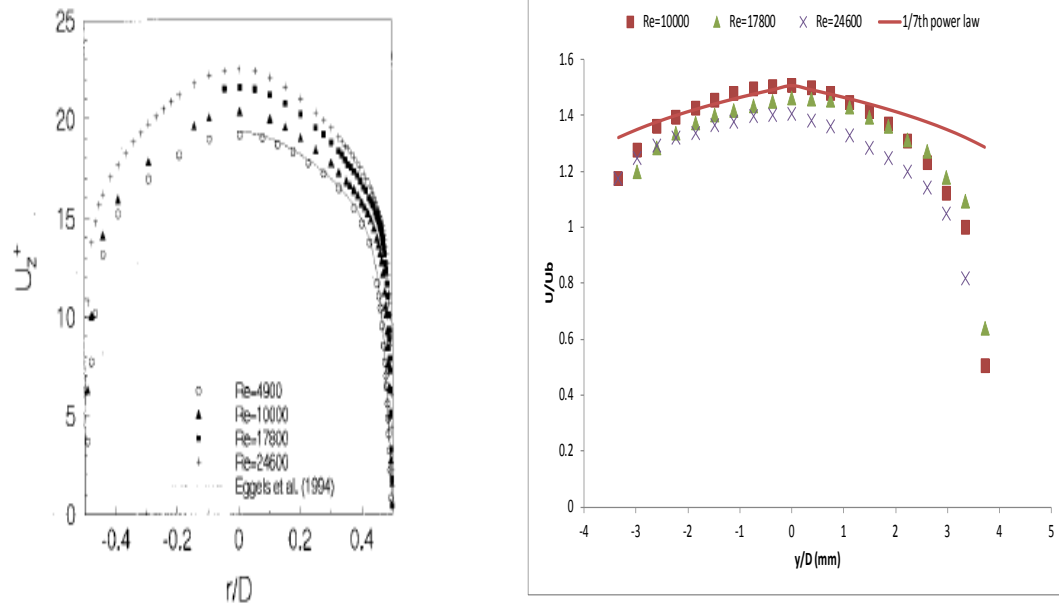 25
20
15
10
5
0
U_z^+
Re=4900
Re=10000
Re=17800
Re=24600
Eggels et al. (1994)
-0.4 -0.2 0 0.2 0.4
r/D
Re=10000 Re=17800 Re=24600 1/7th power law
1.6
1.4
1.2
1
0.8
0.6
0.4
0.2
0
U/Ub
-4 -3 -2 -1 0 1 2 3 4 5
y/D (mm)